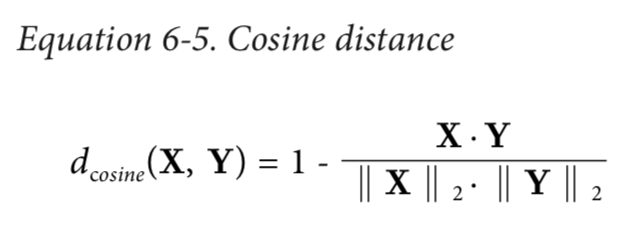 Equation 6-5. Cosine distance
d_cosine(X, Y) = 1 - (X · Y) / (‖ X ‖₂ · ‖ Y ‖₂)